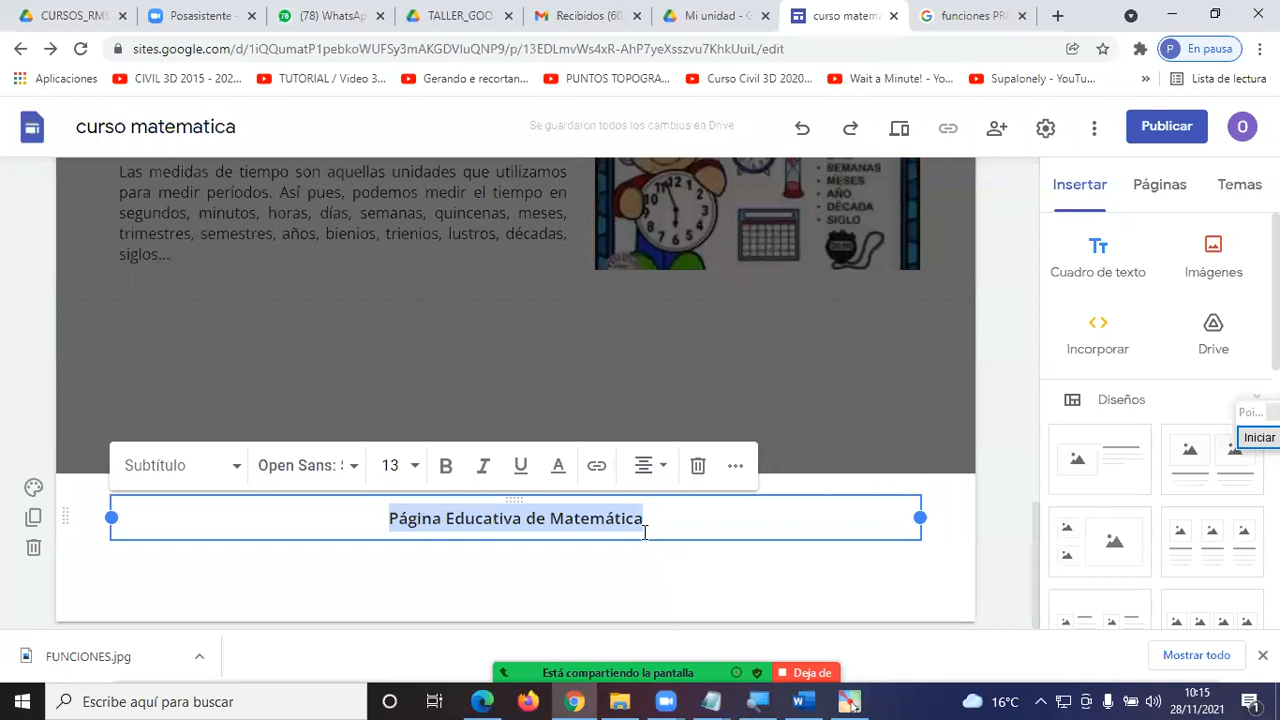 CURSOS_R
Posasistente
(78) WhatsAp
TALLER_GOO
Recibidos (60
Mi unidad - G
curso matem
funciones PRI
sites.google.com/d/1iQQumatP1pebkoWUFSy3mAKGDVIuQNP9/p/13EDLmvWs4xR-AhP7yeXsszvu7KhkUuiL/edit
En pausa
Aplicaciones
CIVIL 3D 2015 - 202...
TUTORIAL / Video 3...
Gerando e recortan...
PUNTOS TOPOGRA...
Curso Civil 3D 2020...
Wait a Minute! - Yo...
Supalonely - YouTu...
Lista de lectura
curso matematica
Se guardaron todos los cambios en Drive
Publicar
O
Las medidas de tiempo son aquellas unidades que utilizamos
para medir períodos. Así pues, podemos medir el tiempo en
segundos, minutos, horas, días, semanas, quincenas, meses,
trimestres, semestres, años, bienios, trienios, lustros, décadas,
siglos...
SEMANAS
MESES
AÑO
DÉCADA
SIGLO
Insertar
Páginas
Temas
Cuadro de texto
Imágenes
Incorporar
Drive
Diseños
Poi...
Iniciar
Subtítulo
Open Sans: S
13
Página Educativa de Matemática
FUNCIONES.jpg
Mostrar todo
Está compartiendo la pantalla
Deja de
Escribe aquí para buscar
16°C
10:15
28/11/2021